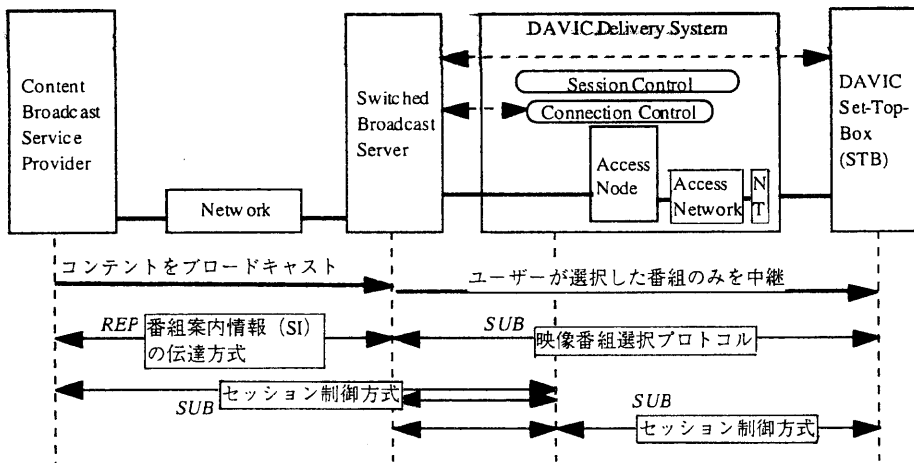 DAVIC Delivery System
Content
Broadcast
Service
Provider
Switched
Broadcast
Server
Session Control
Connection Control
DAVIC
Set-Top-
Box
(STB)
Access
Node
Access
Network
N
T
Network
コンテントをブロードキャスト
ユーザーが選択した番組のみを中継
REP
番組案内情報（SI）
の伝達方式
SUB
映像番組選択プロトコル
セッション制御方式
SUB
SUB
セッション制御方式